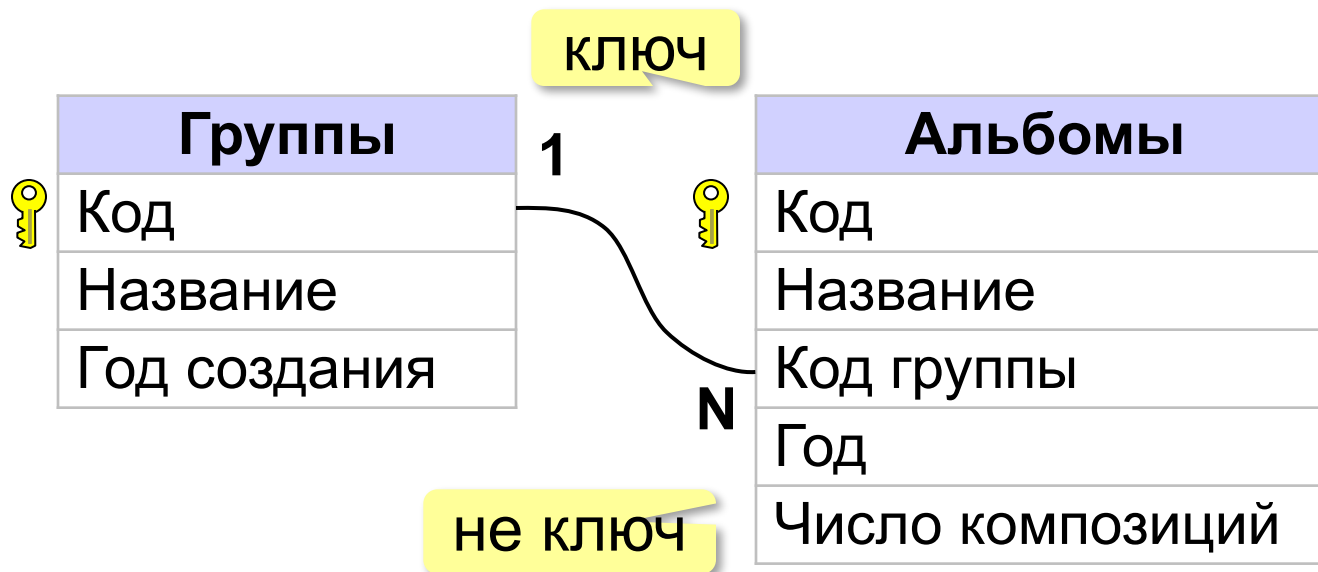 ключ
Группы
1
Код
Название
Год создания
N
Альбомы
Код
Название
Код группы
Год
Число композиций
не ключ